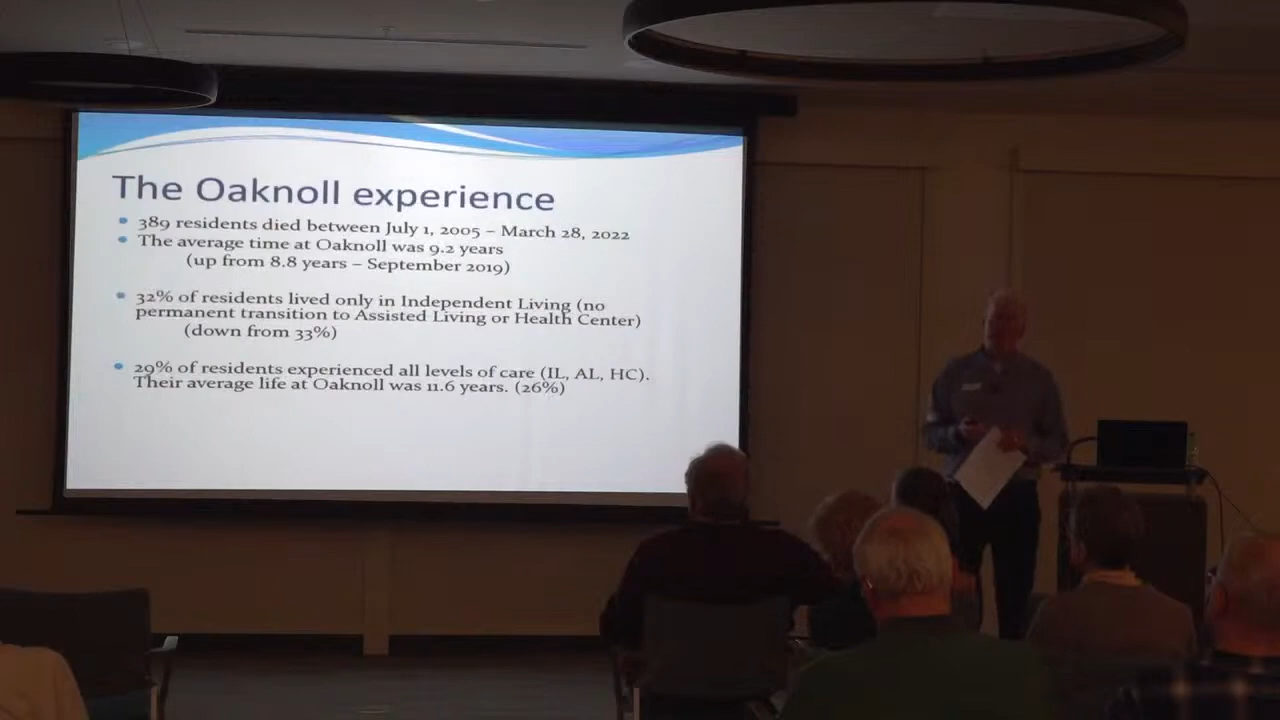 The Oaknoll experience
389 residents died between July 1, 2005 – March 28, 2022
The average time at Oaknoll was 9.2 years
(up from 8.8 years – September 2019)
32% of residents lived only in Independent Living (no
permanent transition to Assisted Living or Health Center)
(down from 33%)
29% of residents experienced all levels of care (IL, AL, HC).
Their average life at Oaknoll was 11.6 years. (26%)